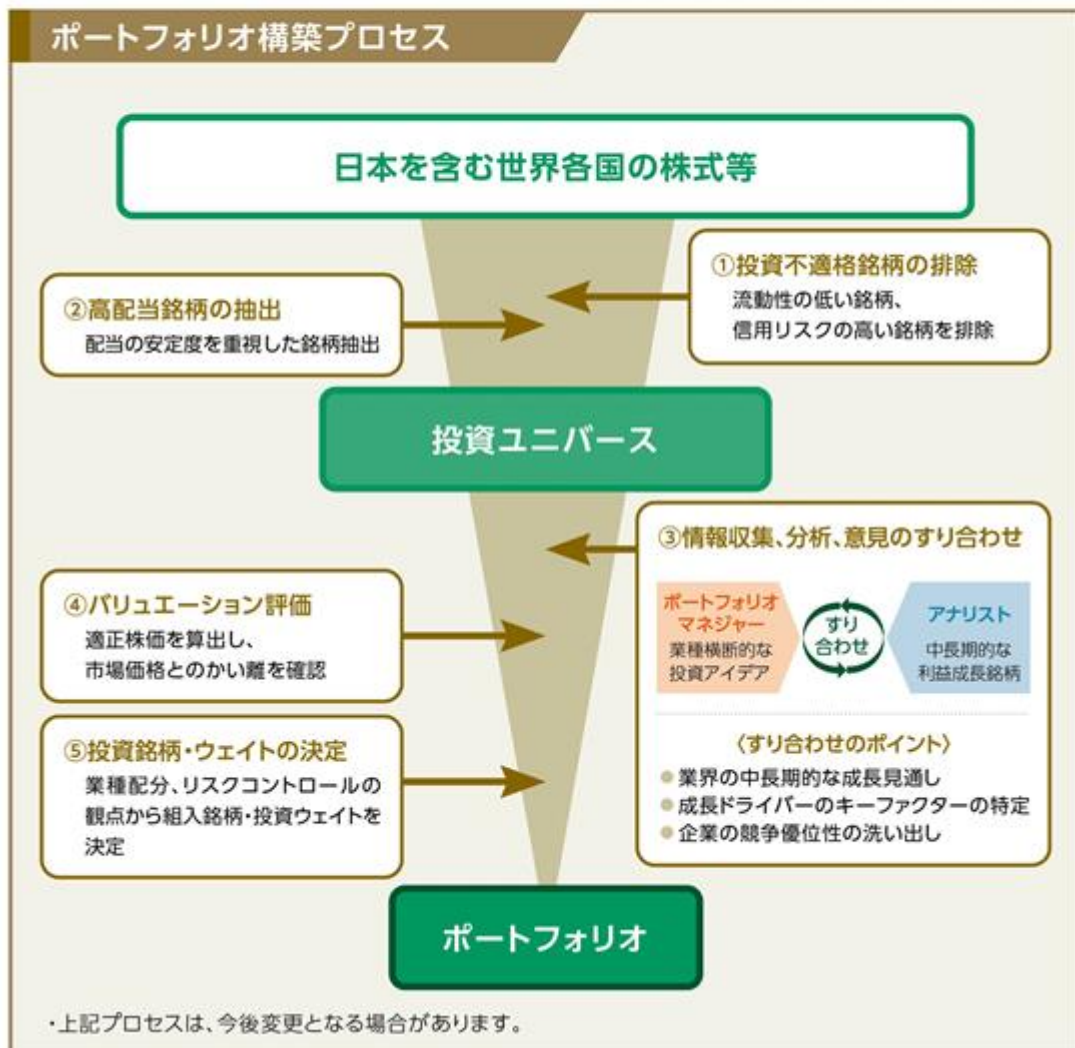 ポートフォリオ構築プロセス
日本を含む世界各国の株式等
①投資不適格銘柄の排除
流動性の低い銘柄、
信用リスクの高い銘柄を排除
②高配当銘柄の抽出
配当の安定度を重視した銘柄抽出
投資ユニバース
③情報収集、分析、意見のすり合わせ
ポートフォリオ
マネジャー
業種横断的な
投資アイデア
すり
合わせ
アナリスト
中長期的な
利益成長銘柄
〈すり合わせのポイント〉
●業界の中長期的な成長見通し
●成長ドライバーのキーファクターの特定
●企業の競争優位性の洗い出し
④バリュエーション評価
適正株価を算出し、
市場価格とのかい離を確認
⑤投資銘柄・ウェイトの決定
業種配分、リスクコントロールの
観点から組入銘柄・投資ウェイトを
決定
ポートフォリオ
・上記プロセスは、今後変更となる場合があります。